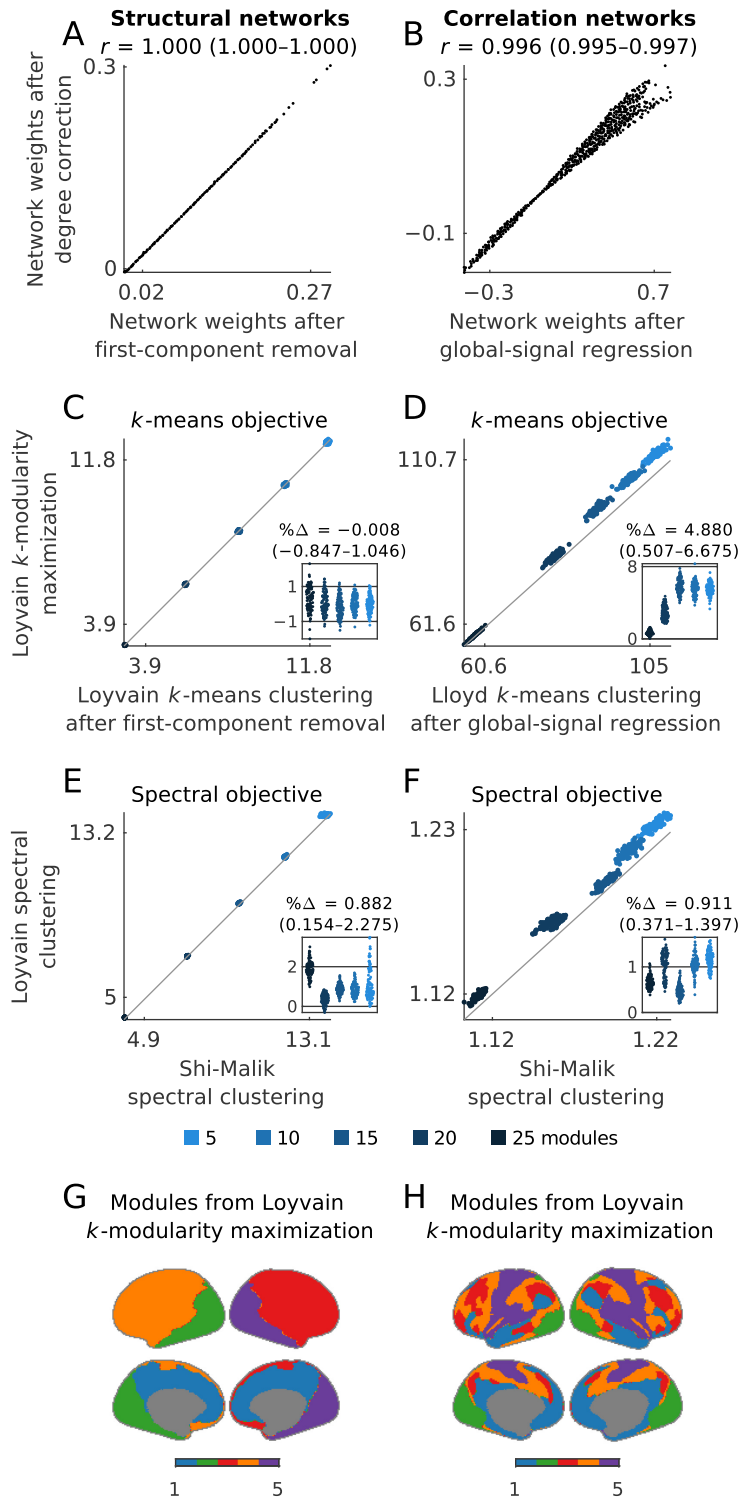 A
Structural networks
r = 1.000 (1.000–1.000)
0.3
0
Network weights after
degree correction
0.02
0.27
Network weights after
first-component removal
B
Correlation networks
r = 0.996 (0.995–0.997)
0.3
−0.1
−0.3
0.7
Network weights after
global-signal regression
C
k-means objective
11.8
3.9
Loyvain k-modularity
maximization
%Δ = −0.008
(−0.847–1.046)
1
−1
3.9
11.8
Loyvain k-means clustering
after first-component removal
D
k-means objective
110.7
61.6
%Δ = 4.880
(0.507–6.675)
8
0
60.6
105
Lloyd k-means clustering
after global-signal regression
E
Spectral objective
13.2
5
Loyvain spectral
clustering
%Δ = 0.882
(0.154–2.275)
2
0
4.9
13.1
Shi-Malik
spectral clustering
F
Spectral objective
1.23
1.12
%Δ = 0.911
(0.371–1.397)
1
0
1.12
1.22
Shi-Malik
spectral clustering
5
10
15
20
25 modules
G
Modules from Loyvain
k-modularity maximization
1
5
H
Modules from Loyvain
k-modularity maximization
1
5